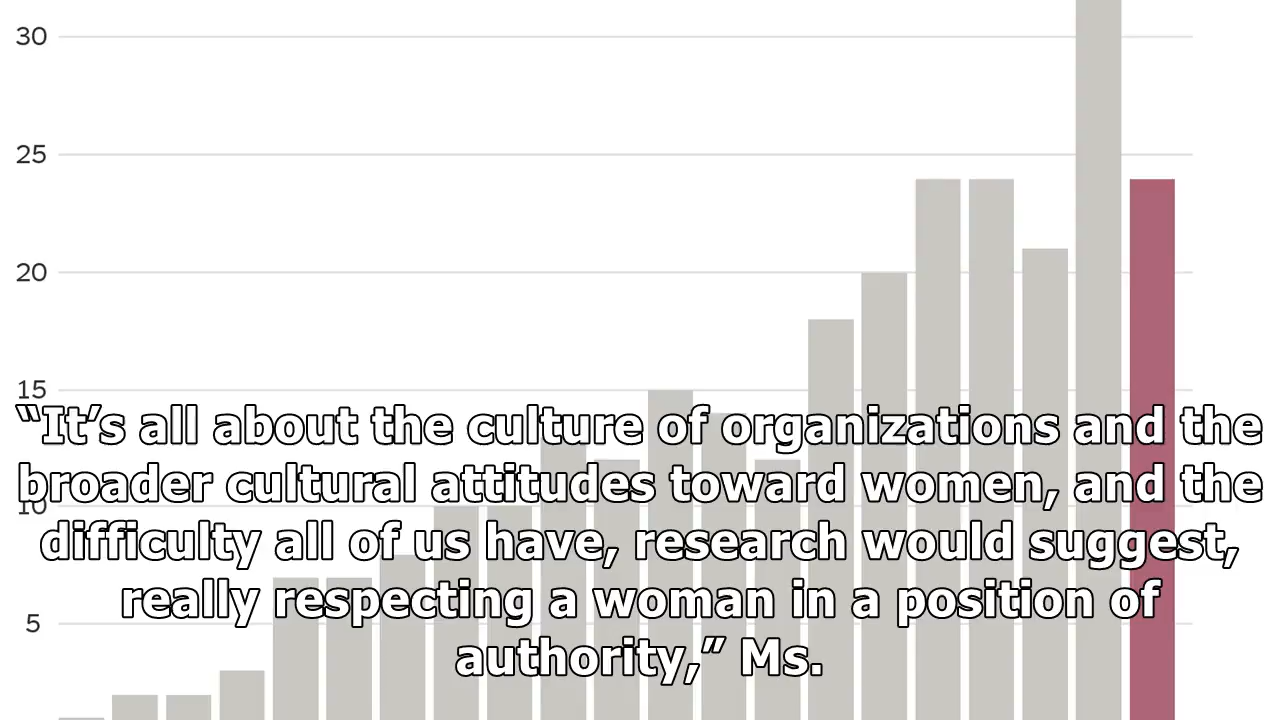 30
25
20
15
“It’s all about the culture of organizations and the
broader cultural attitudes toward women, and the
10
difficulty all of us have, research would suggest,
really respecting a woman in a position of
5
authority,” Ms.